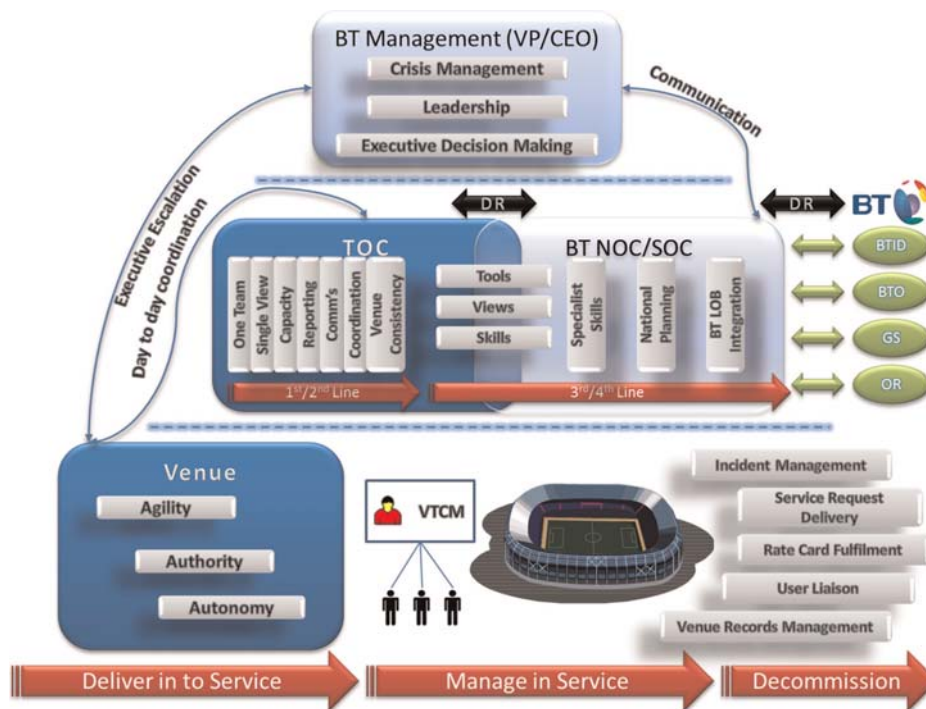 BT Management (VP/CEO)
Crisis Management
Leadership
Executive Decision Making
Communication
Executive Escalation
Day to day coordination
DR
DR
BT
TOC
BT NOC/SOC
One Team
Single View
Capacity
Reporting
Comm's
Coordination
Venue
Consistency
Tools
Views
Skills
Specialist
Skills
National
Planning
BT LOB
Integration
BTID
BTO
GS
OR
1st/2nd Line
3rd/4th Line
Venue
Agility
Authority
Autonomy
VTCM
Incident Management
Service Request
Delivery
Rate Card Fulfilment
User Liaison
Venue Records Management
Deliver in to Service
Manage in Service
Decommission